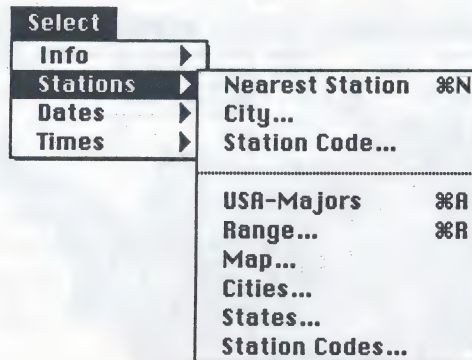 Select
Info
Stations
Dates
Times
Nearest Station ⌘N
City...
Station Code...
USA-Majors ⌘A
Range... ⌘R
Map...
Cities...
States...
Station Codes...